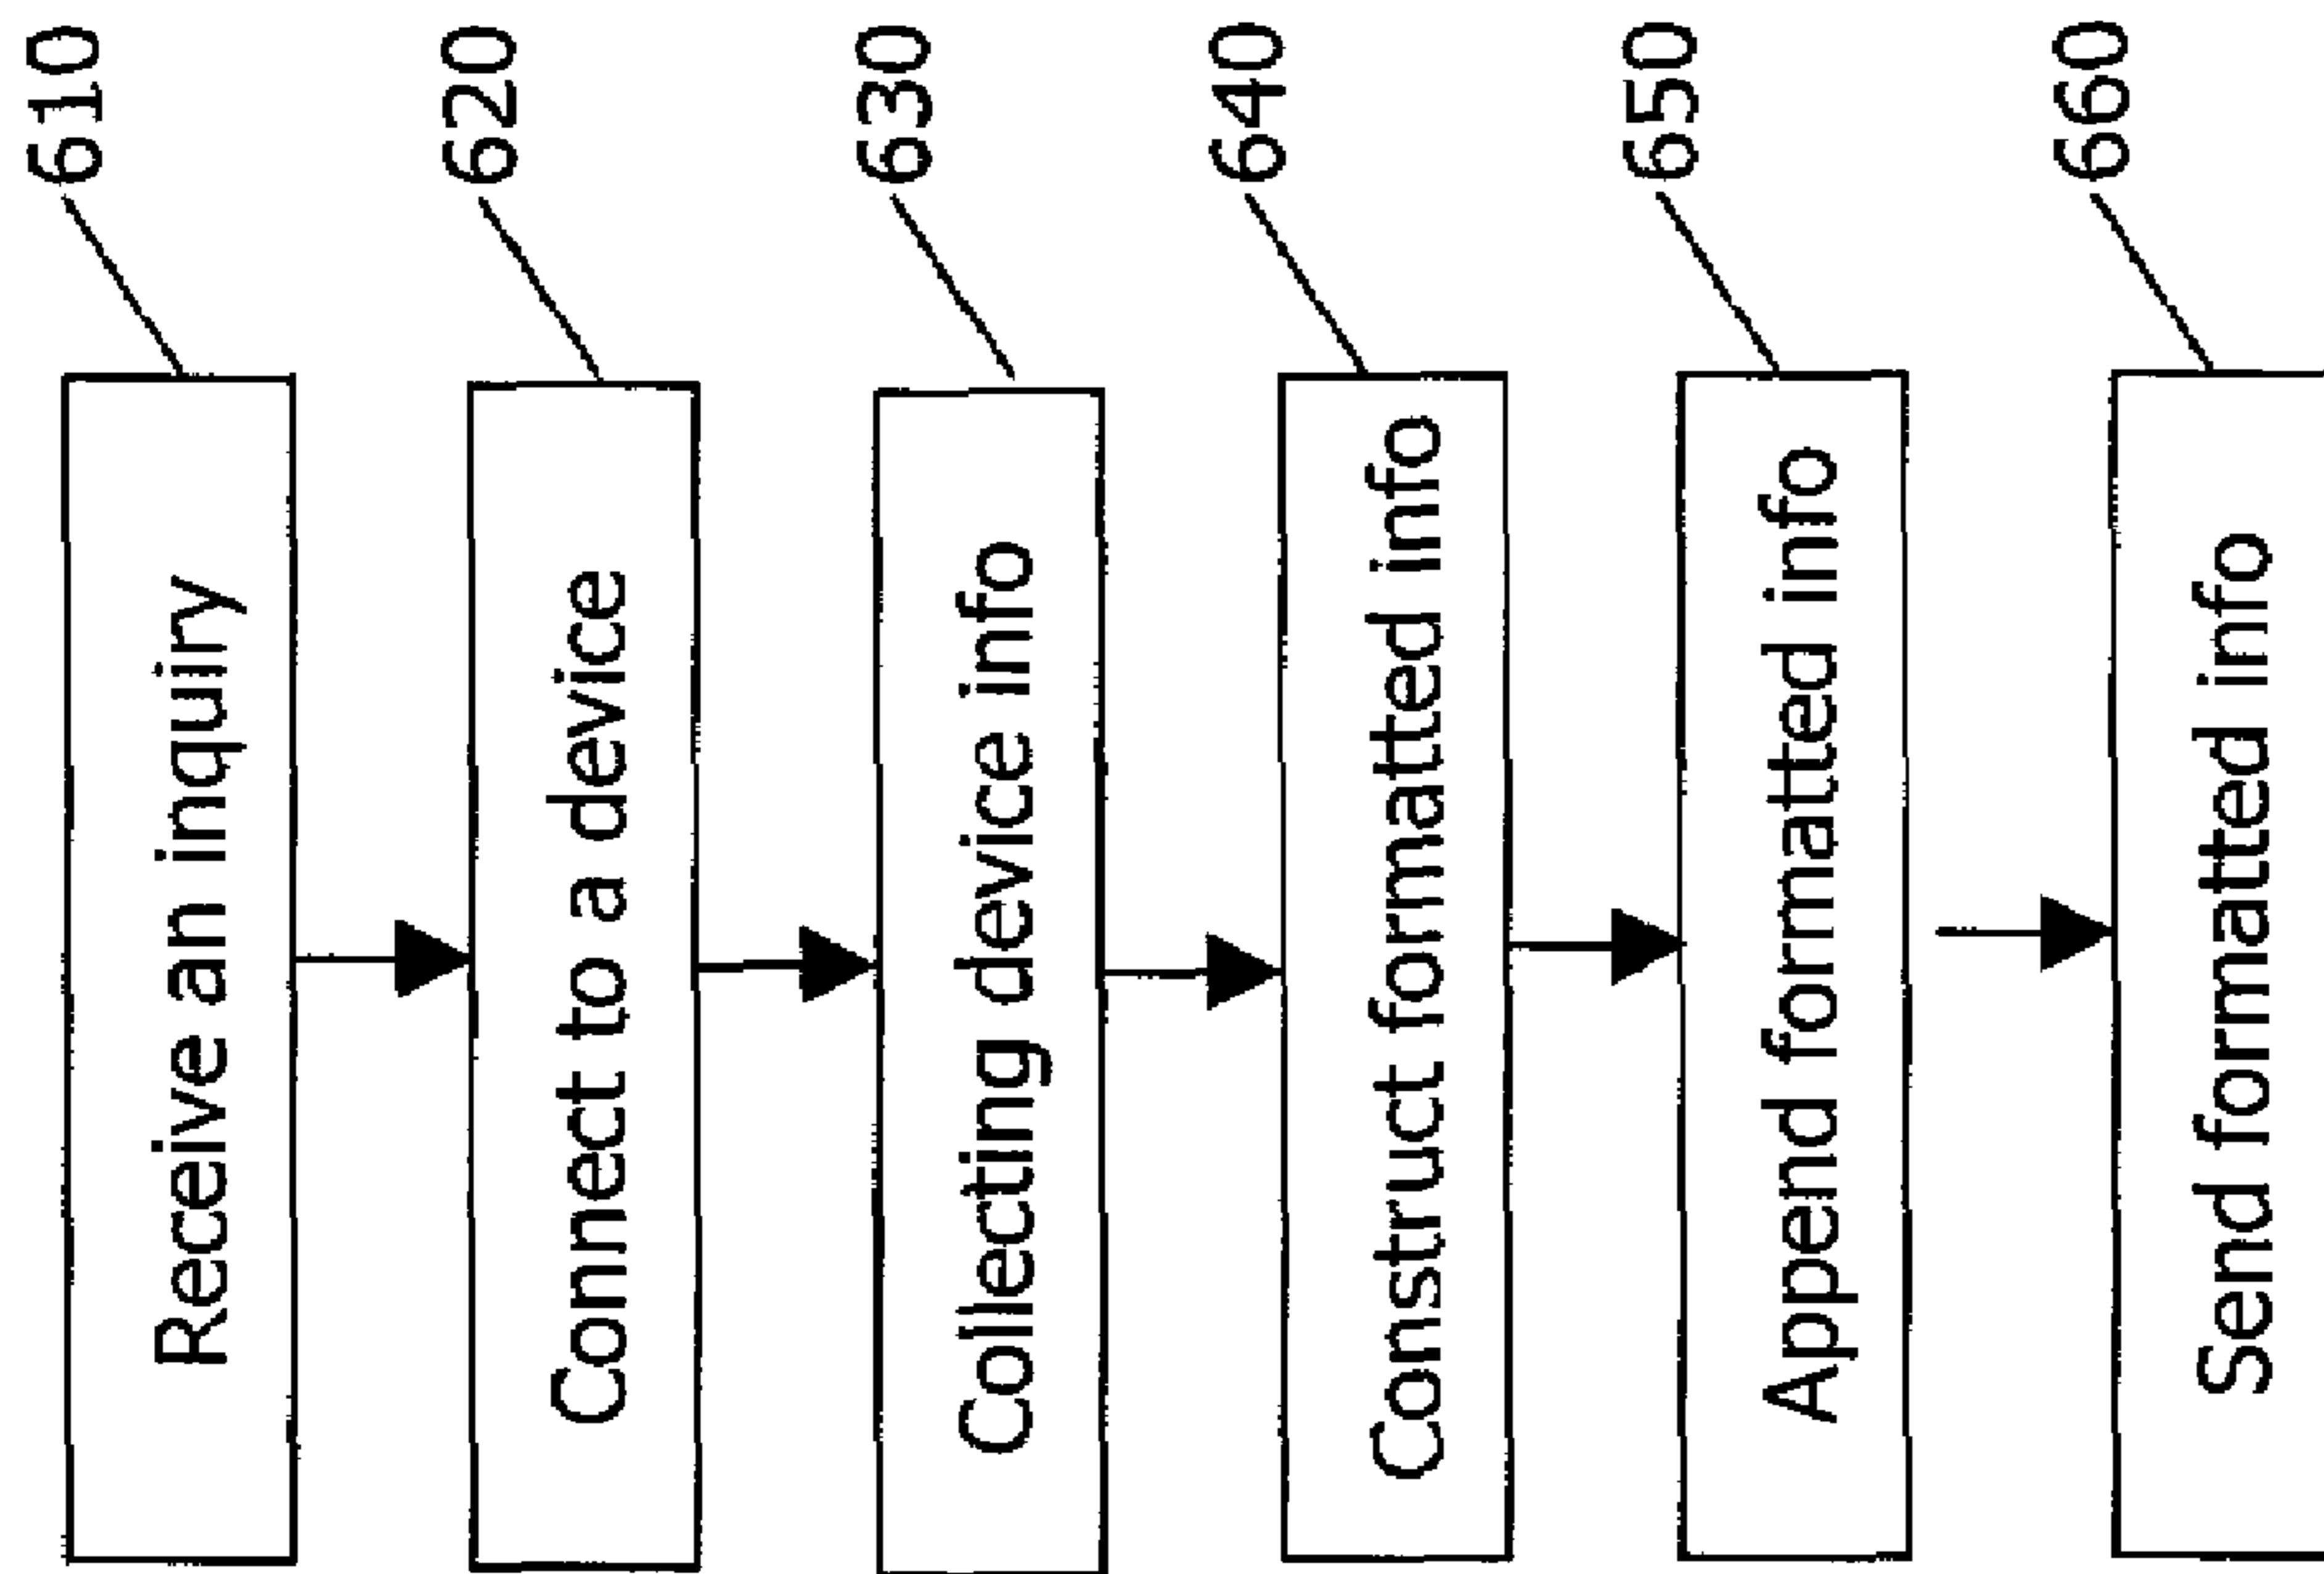 610
Receive an inquiry
620
Connect to a device
630
Collecting device info
640
Construct formatted info
650
Append formatted info
660
Send formatted info